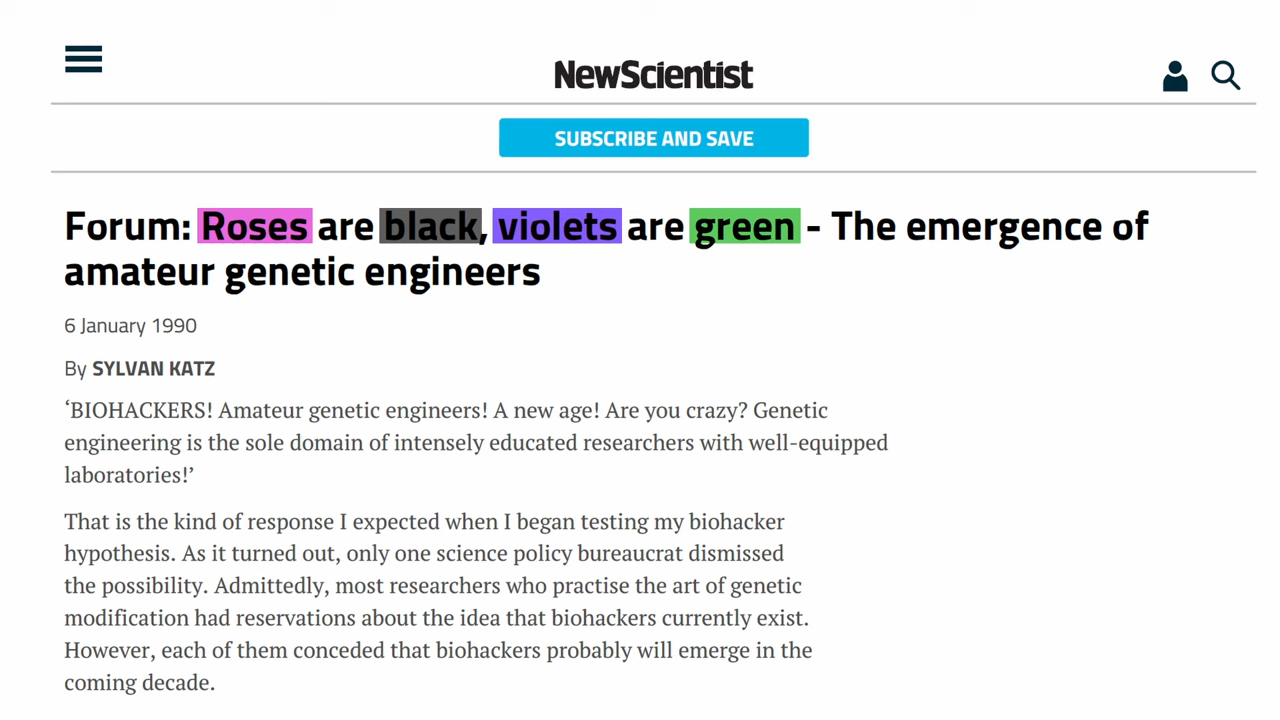 NewScientist
SUBSCRIBE AND SAVE
Forum: Roses are black, violets are green - The emergence of
amateur genetic engineers
6 January 1990
By SYLVAN KATZ
‘BIOHACKERS! Amateur genetic engineers! A new age! Are you crazy? Genetic
engineering is the sole domain of intensely educated researchers with well-equipped
laboratories!’
That is the kind of response I expected when I began testing my biohacker
hypothesis. As it turned out, only one science policy bureaucrat dismissed
the possibility. Admittedly, most researchers who practise the art of genetic
modification had reservations about the idea that biohackers currently exist.
However, each of them conceded that biohackers probably will emerge in the
coming decade.